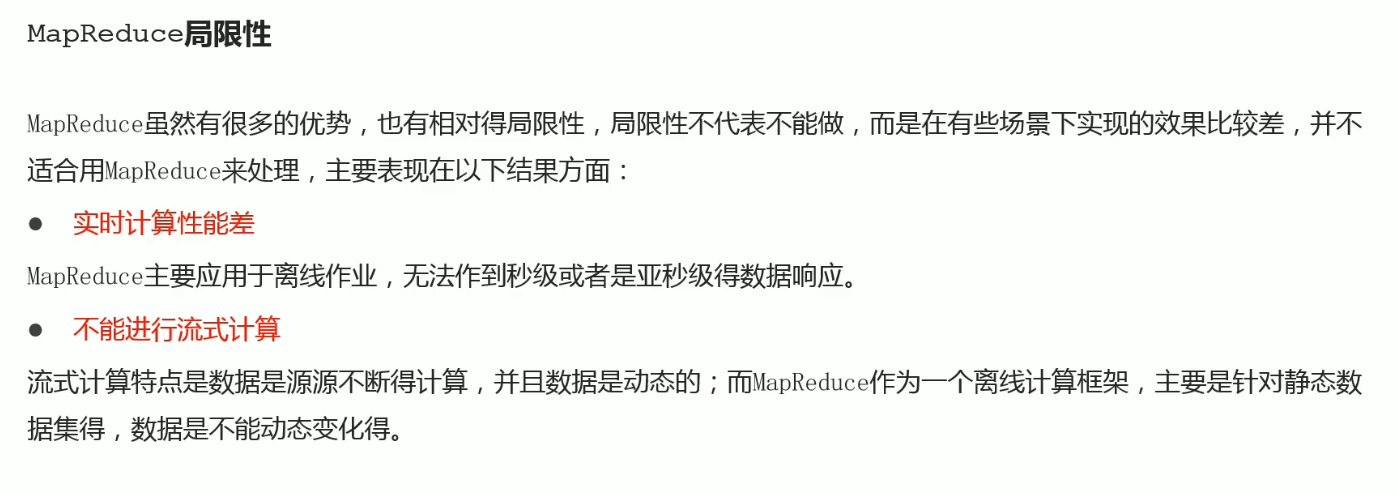 MapReduce局限性
MapReduce虽然有很多的优势，也有相对得局限性，局限性不代表不能做，而是在有些场景下实现的效果比较差，并不
适合用MapReduce来处理，主要表现在以下结果方面：
● 实时计算性能差
MapReduce主要应用于离线作业，无法作到秒级或者是亚秒级得数据响应。
● 不能进行流式计算
流式计算特点是数据是源源不断得计算，并且数据是动态的；而MapReduce作为一个离线计算框架，主要是针对静态数
据集得，数据是不能动态变化得。